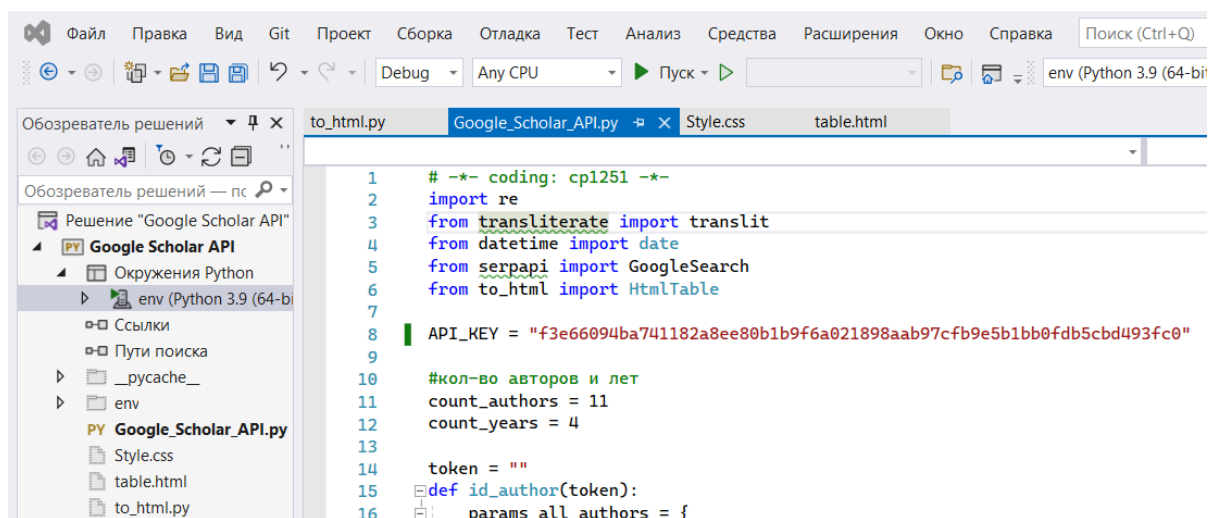 Файл Правка Вид Git Проект Сборка Отладка Тест Анализ Средства Расширения Окно Справка Поиск (Ctrl+Q)
Debug Any CPU Пуск env (Python 3.9 (64-bit
Обозреватель решений
to_html.py Google_Scholar_API.py Style.css table.html
Обозреватель решений — пс
Решение "Google Scholar API"
PY Google Scholar API
Окружения Python
env (Python 3.9 (64-bi
Ссылки
Пути поиска
__pycache__
env
PY Google_Scholar_API.py
Style.css
table.html
to_html.py
1 # -*- coding: cp1251 -*-
2 import re
3 from transliterate import translit
4 from datetime import date
5 from serpapi import GoogleSearch
6 from to_html import HtmlTable
7
8 API_KEY = "f3e66094ba741182a8ee80b1b9f6a021898aab97cfb9e5b1bb0fdb5cbd493fc0"
9
10 #кол-во авторов и лет
11 count_authors = 11
12 count_years = 4
13
14 token = ""
15 def id_author(token):
16 params_all_authors = {